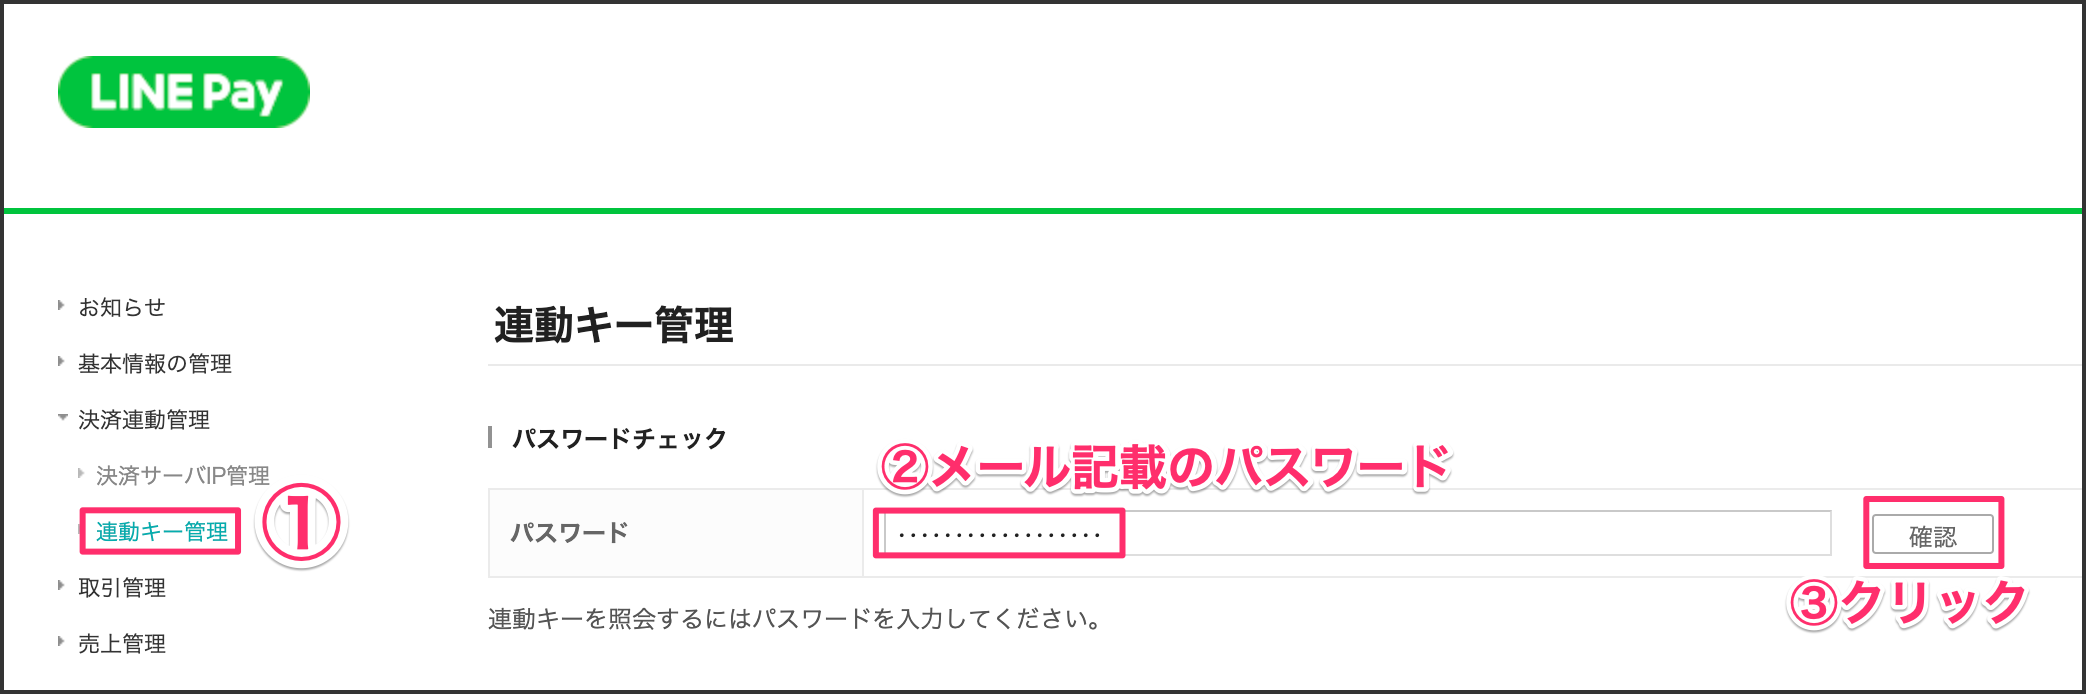 LINE Pay
お知らせ
基本情報の管理
決済連動管理
決済サーバIP管理
連動キー管理
①
取引管理
売上管理
連動キー管理
パスワードチェック
②メール記載のパスワード
パスワード
･･････････････････
確認
③クリック
連動キーを照会するにはパスワードを入力してください。